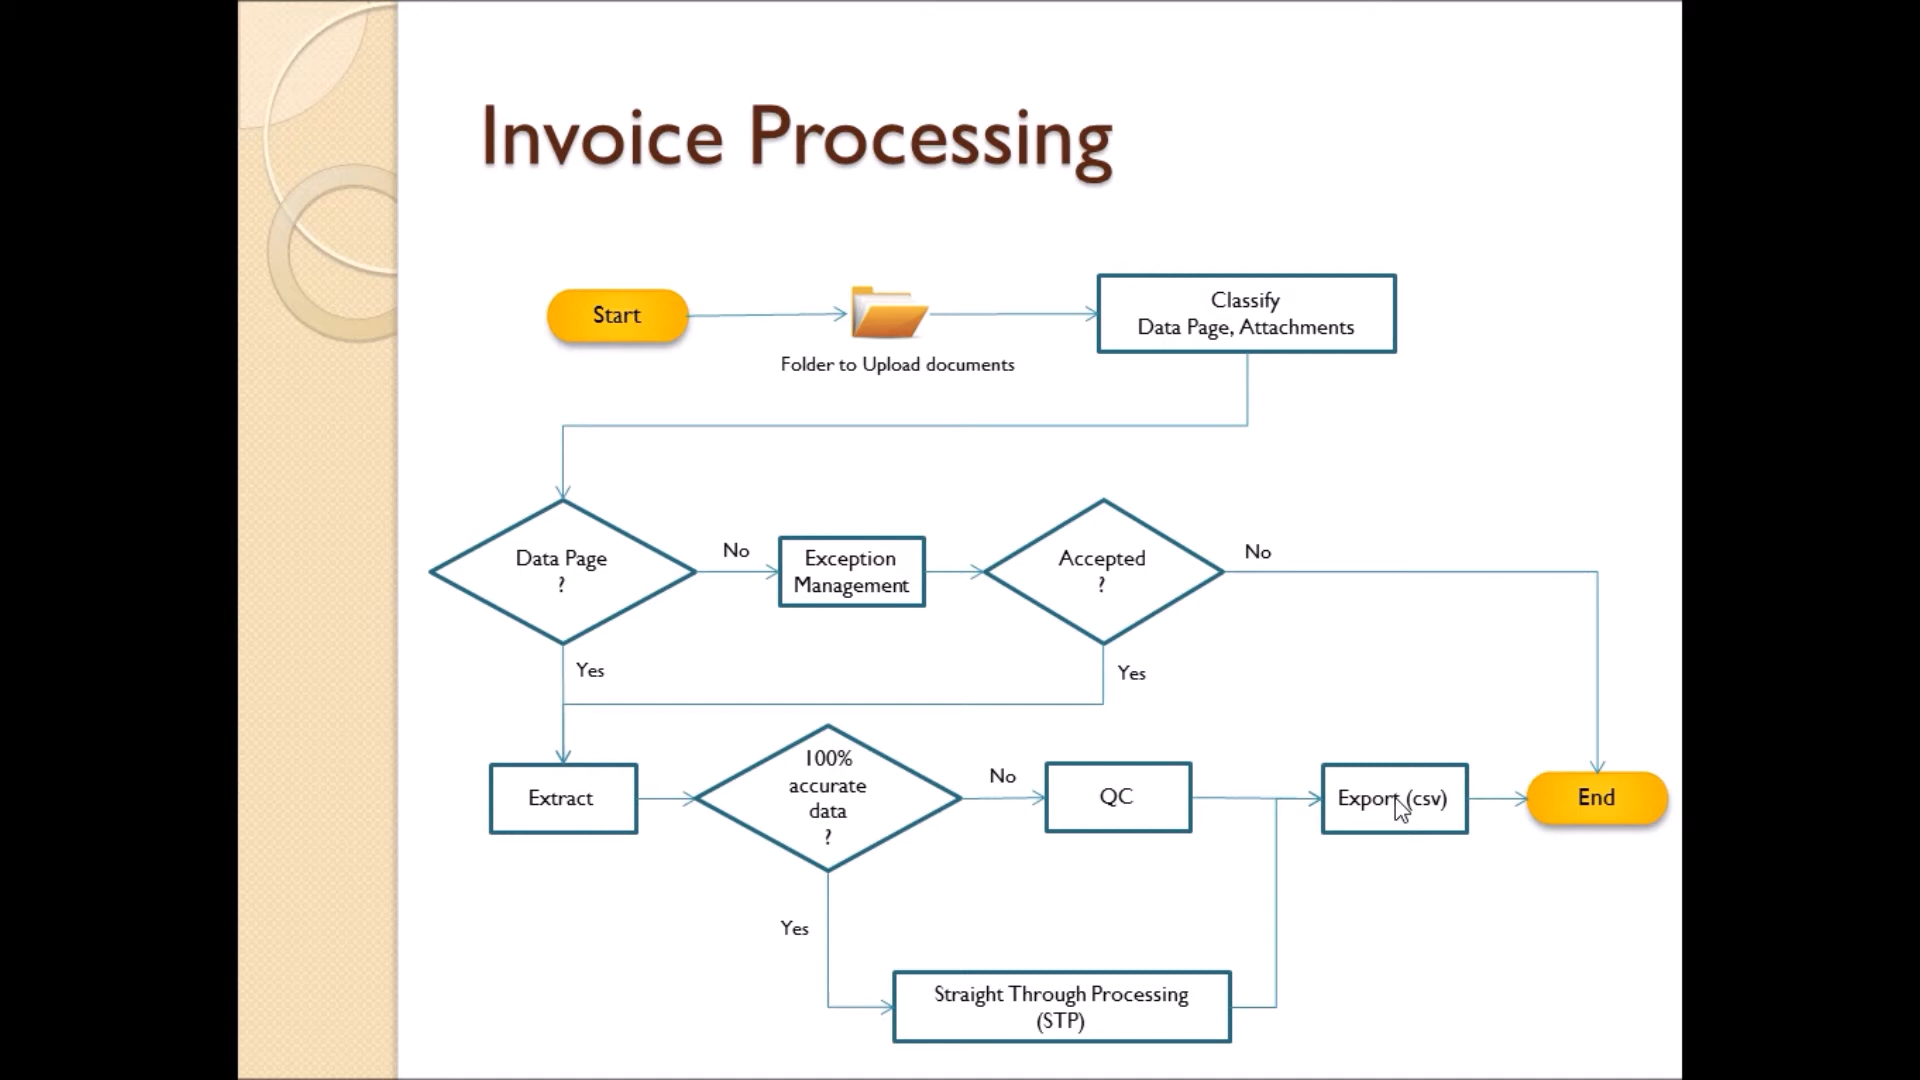 Invoice Processing
Start
Folder to Upload documents
Classify
Data Page, Attachments
Data Page
?
No
Exception
Management
Accepted
?
No
Yes
Yes
Extract
100%
accurate
data
?
No
QC
Export (csv)
End
Yes
Straight Through Processing
(STP)